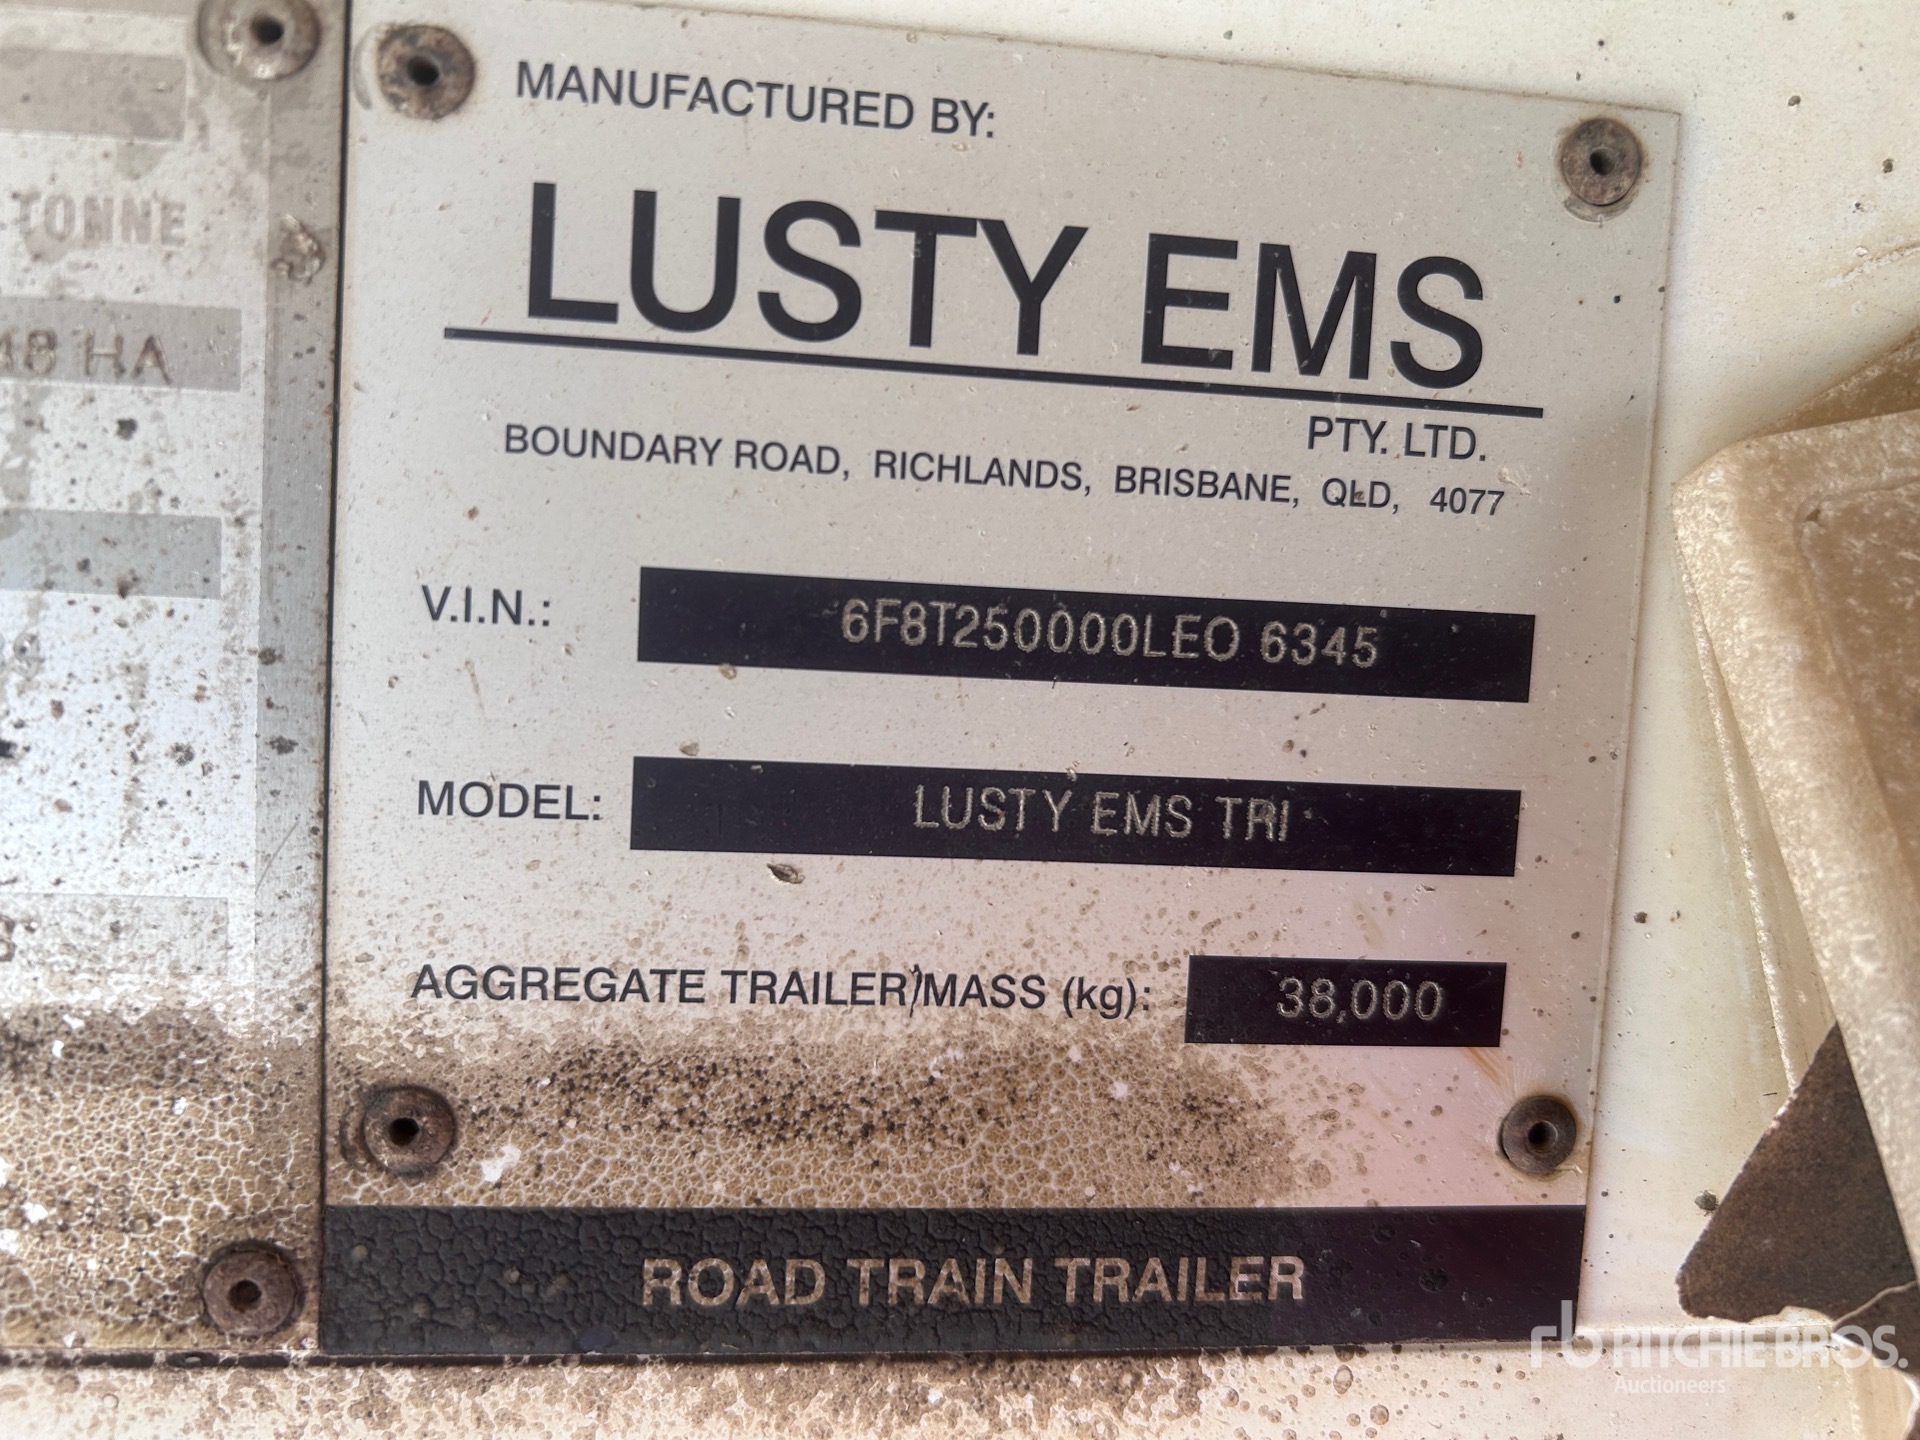 TONNE
48 HA
MANUFACTURED BY:
LUSTY EMS
PTY. LTD.
BOUNDARY ROAD, RICHLANDS, BRISBANE, QLD, 4077
V.I.N.: 6F8T250000LEO 6345
MODEL: LUSTY EMS TRI
AGGREGATE TRAILER MASS (kg): 38,000
ROAD TRAIN TRAILER
rb RITCHIE BROS.
Auctioneers